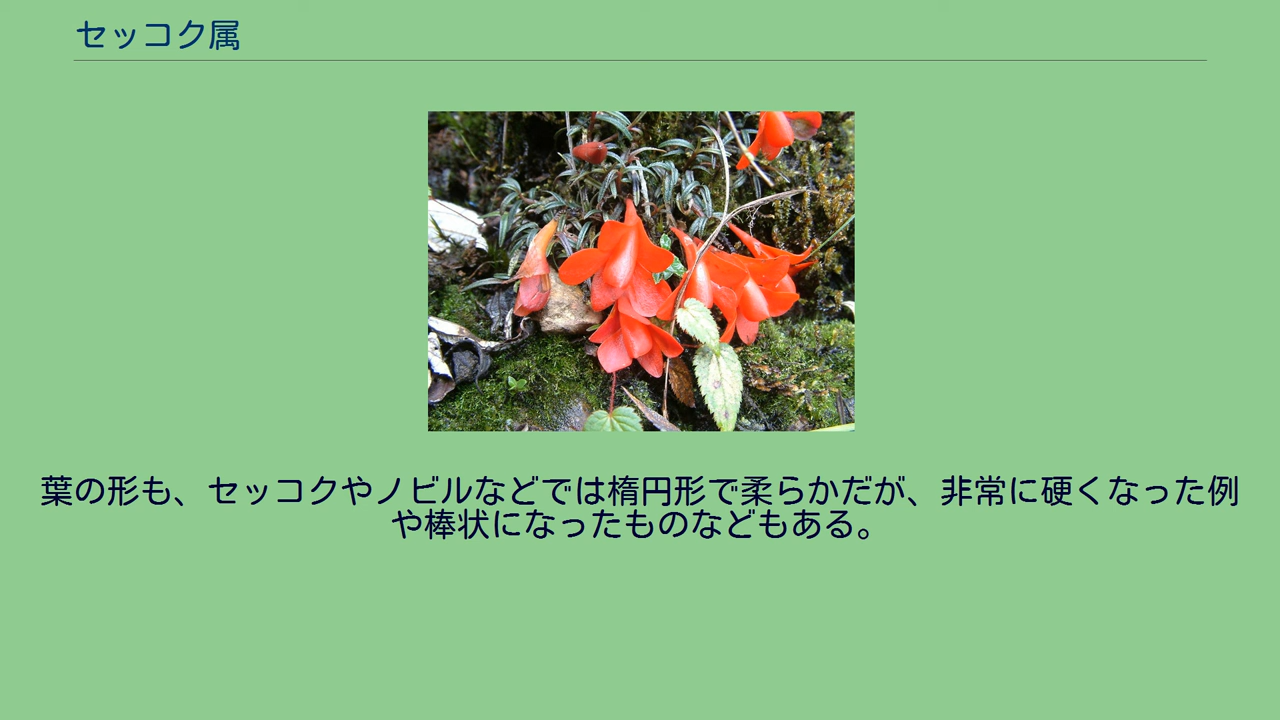 セッコク属
葉の形も、セッコクやノビルなどでは楕円形で柔らかだが、非常に硬くなった例
や棒状になったものなどもある。